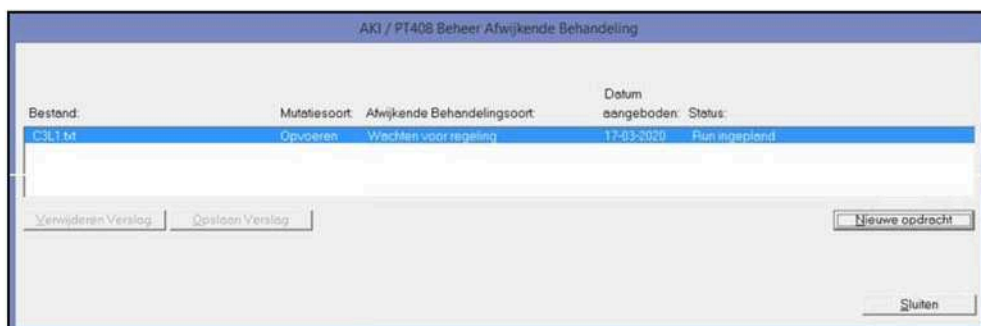 AKI / PT408 Beheer Afwijkende Behandeling
Datum
Bestand: Mutatiesoort: Afwijkende Behandelingsoort: aangeboden: Status:
C3L1.txt Opvoeren Wachten voor regeling 17-03-2020 Run ingepland
Verwijderen Verslag Opslaan Verslag Nieuwe opdracht
Sluiten